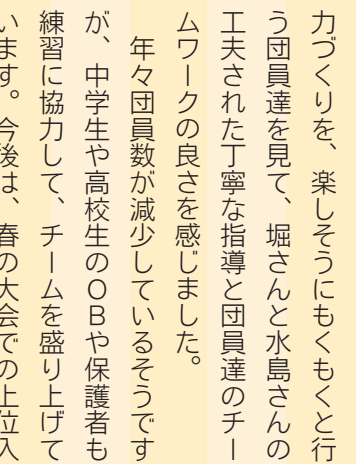 力づくりを、楽しそうにもくもくと行
う団員達を見て、堀さんと水島さんの
工夫された丁寧な指導と団員達のチー
ムワークの良さを感じました。
年々団員数が減少しているそうです
が、中学生や高校生のＯＢや保護者も
練習に協力して、チームを盛り上げて
います。今後は、春の大会での上位入